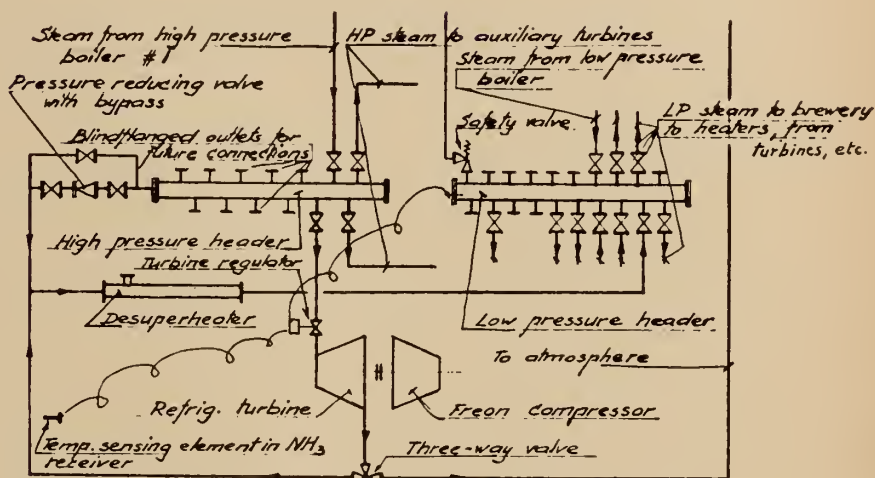 Steam from high pressure
boiler #1
HP steam to auxiliary turbines
Steam from low pressure
boiler
Pressure reducing valve
with bypass
LP steam to brewery
to heaters, from
turbines, etc.
Safety valve
Blindflanged outlets for
future connections
High pressure header
Turbine regulator
Desuperheater
Low pressure header
To atmosphere
Refrig. turbine
Freon compressor
Temp. sensing element in NH3
receiver
Three-way valve